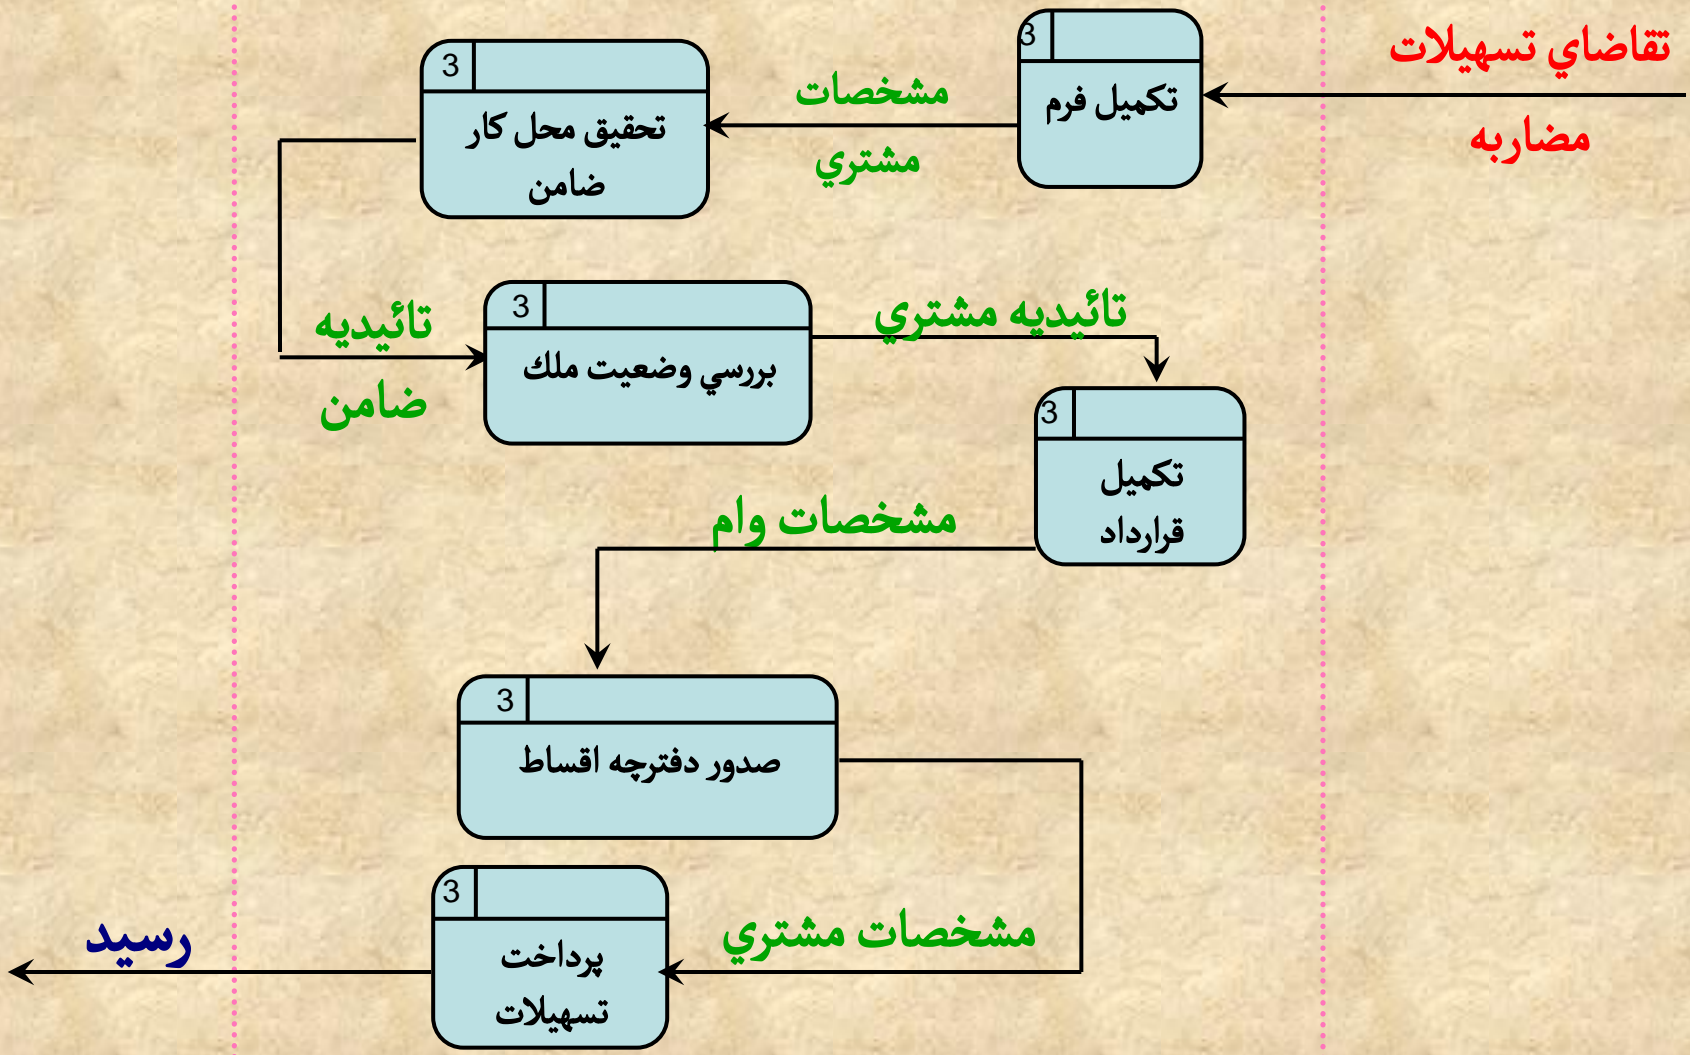 تقاضاي تسهيلات
مضاربه
3
تكميل فرم
مشخصات
مشتري
3
تحقيق محل كار
ضامن
تائيديه
ضامن
3
بررسي وضعيت ملك
تائيديه مشتري
3
تكميل
قرارداد
مشخصات وام
3
صدور دفترچه اقساط
مشخصات مشتري
3
پرداخت
تسهيلات
رسيد